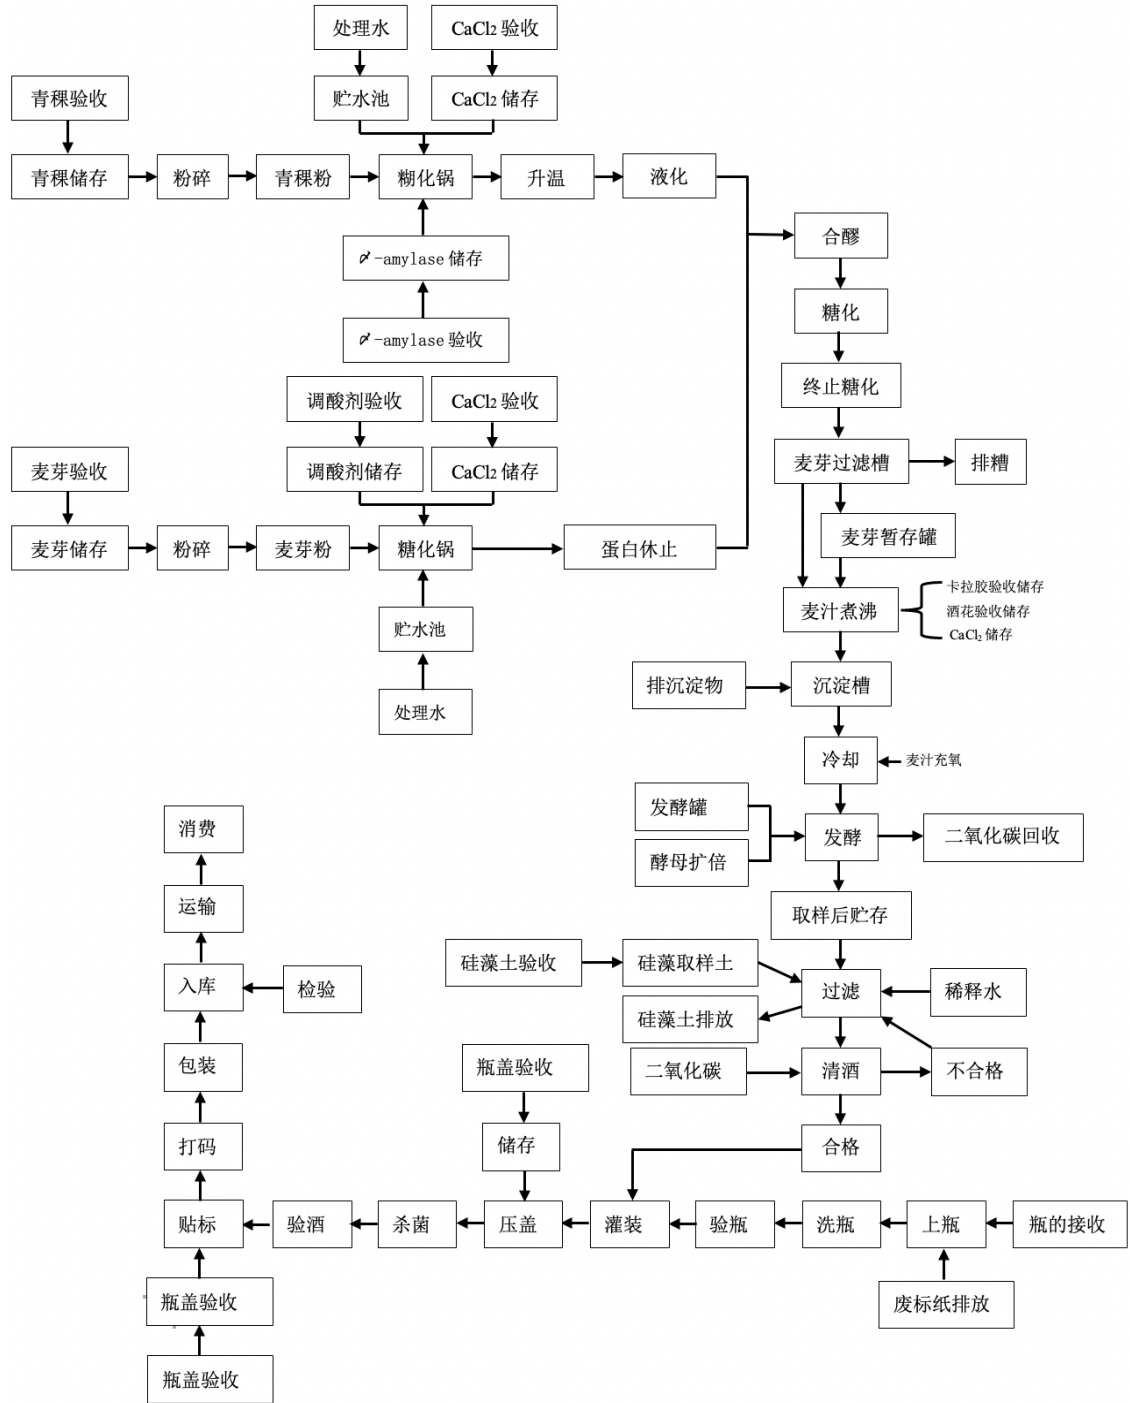 处理水
CaCl2 验收
青稞验收
贮水池
CaCl2 储存
青稞储存
粉碎
青稞粉
糊化锅
升温
液化
合醪
α-amylase 储存
糖化
α-amylase 验收
终止糖化
调酸剂验收
CaCl2 验收
麦芽验收
调酸剂储存
CaCl2 储存
麦芽过滤槽
排糟
麦芽储存
粉碎
麦芽粉
糖化锅
蛋白休止
麦芽暂存罐
卡拉胶验收储存
麦汁煮沸
酒花验收储存
CaCl2 储存
贮水池
排沉淀物
沉淀槽
处理水
冷却
麦汁充氧
发酵罐
消费
发酵
二氧化碳回收
酵母扩倍
运输
取样后贮存
硅藻土验收
硅藻取样土
入库
检验
过滤
稀释水
硅藻土排放
包装
瓶盖验收
二氧化碳
清酒
不合格
打码
储存
合格
贴标
验酒
杀菌
压盖
灌装
验瓶
洗瓶
上瓶
瓶的接收
瓶盖验收
废标纸排放
瓶盖验收